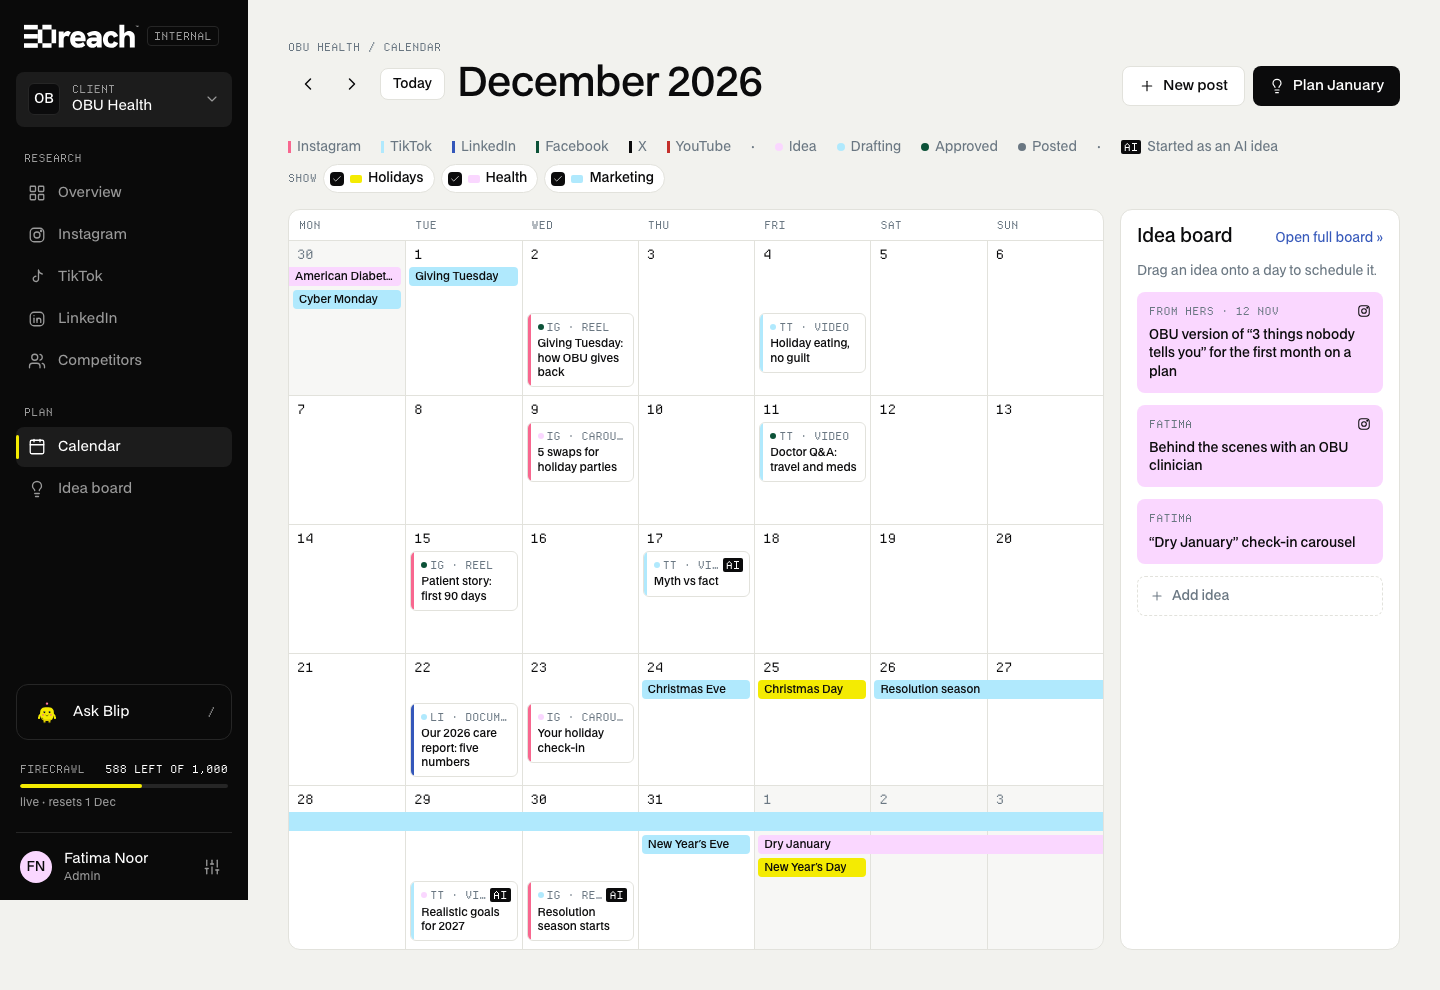 reach
INTERNAL
OB
CLIENT
OBU Health
RESEARCH
Overview
Instagram
TikTok
LinkedIn
Competitors
PLAN
Calendar
Idea board
Ask Blip
/
FIRECRAWL 588 LEFT OF 1,000
live · resets 1 Dec
FN
Fatima Noor
Admin
OBU HEALTH / CALENDAR
Today
December 2026
New post
Plan January
Instagram TikTok LinkedIn Facebook X YouTube · Idea Drafting Approved Posted · AI Started as an AI idea
SHOW Holidays Health Marketing
MON TUE WED THU FRI SAT SUN
30 1 2 3 4 5 6
American Diabet…
Cyber Monday
Giving Tuesday
IG · REEL
Giving Tuesday:
how OBU gives
back
TT · VIDEO
Holiday eating,
no guilt
7 8 9 10 11 12 13
IG · CAROU…
5 swaps for
holiday parties
TT · VIDEO
Doctor Q&A:
travel and meds
14 15 16 17 18 19 20
IG · REEL
Patient story:
first 90 days
TT · VI… AI
Myth vs fact
21 22 23 24 25 26 27
Christmas Eve
Christmas Day
Resolution season
LI · DOCUM…
Our 2026 care
report: five
numbers
IG · CAROU…
Your holiday
check-in
28 29 30 31 1 2 3
New Year's Eve
Dry January
New Year's Day
TT · VI… AI
Realistic goals
for 2027
IG · RE… AI
Resolution
season starts
Idea board
Open full board »
Drag an idea onto a day to schedule it.
FROM HERS · 12 NOV
OBU version of “3 things nobody
tells you” for the first month on a
plan
FATIMA
Behind the scenes with an OBU
clinician
FATIMA
“Dry January” check-in carousel
Add idea